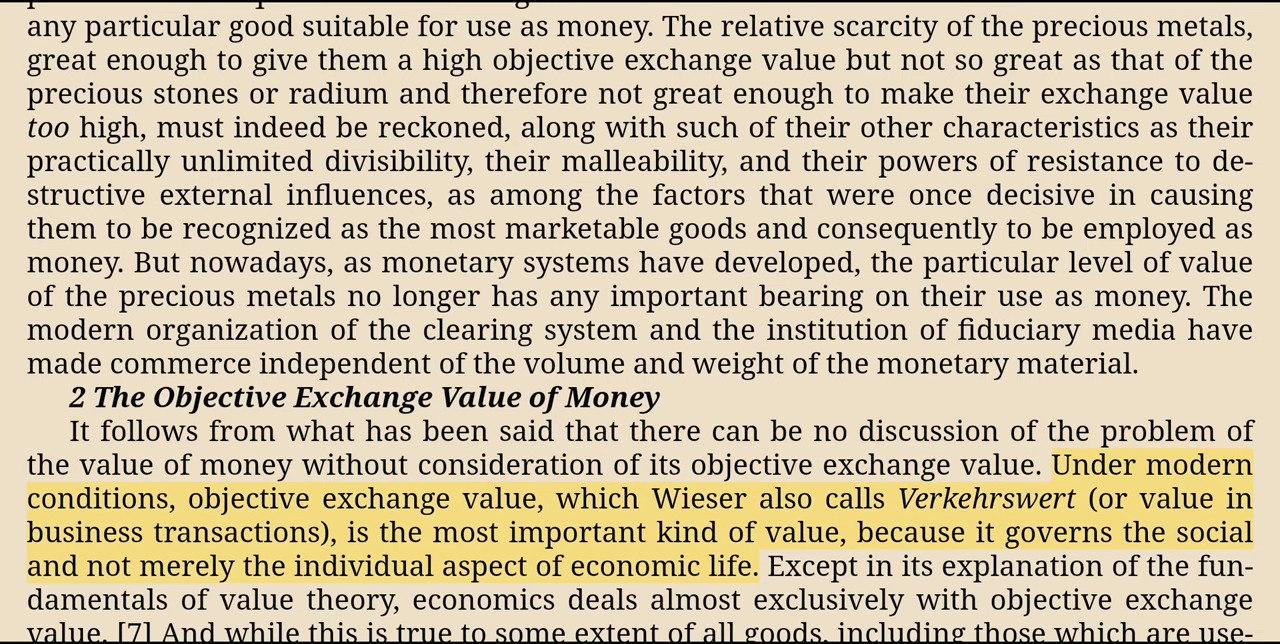 any particular good suitable for use as money. The relative scarcity of the precious metals,
great enough to give them a high objective exchange value but not so great as that of the
precious stones or radium and therefore not great enough to make their exchange value
too high, must indeed be reckoned, along with such of their other characteristics as their
practically unlimited divisibility, their malleability, and their powers of resistance to de-
structive external influences, as among the factors that were once decisive in causing
them to be recognized as the most marketable goods and consequently to be employed as
money. But nowadays, as monetary systems have developed, the particular level of value
of the precious metals no longer has any important bearing on their use as money. The
modern organization of the clearing system and the institution of fiduciary media have
made commerce independent of the volume and weight of the monetary material.
2 The Objective Exchange Value of Money
It follows from what has been said that there can be no discussion of the problem of
the value of money without consideration of its objective exchange value. Under modern
conditions, objective exchange value, which Wieser also calls Verkehrswert (or value in
business transactions), is the most important kind of value, because it governs the social
and not merely the individual aspect of economic life. Except in its explanation of the fun-
damentals of value theory, economics deals almost exclusively with objective exchange
value. [7] And while this is true to some extent of all goods, including those which are use-